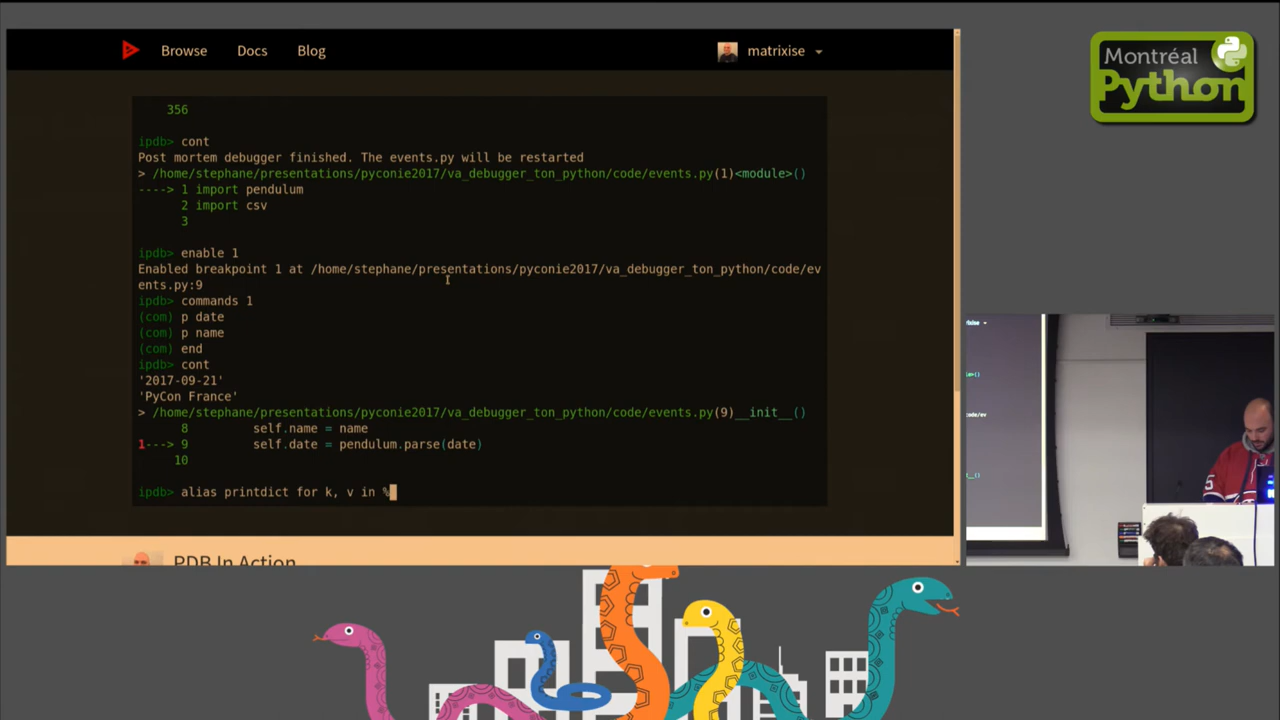 Browse Docs Blog matrixise
Montréal
Python
356
ipdb> cont
Post mortem debugger finished. The events.py will be restarted
> /home/stephane/presentations/pyconie2017/va_debugger_ton_python/code/events.py(1)<module>()
----> 1 import pendulum
2 import csv
3
ipdb> enable 1
Enabled breakpoint 1 at /home/stephane/presentations/pyconie2017/va_debugger_ton_python/code/ev
ents.py:9
ipdb> commands 1
(com) p date
(com) p name
(com) end
ipdb> cont
'2017-09-21'
'PyCon France'
> /home/stephane/presentations/pyconie2017/va_debugger_ton_python/code/events.py(9)__init__()
8 self.name = name
1---> 9 self.date = pendulum.parse(date)
10
ipdb> alias printdict for k, v in %
PDB In Action